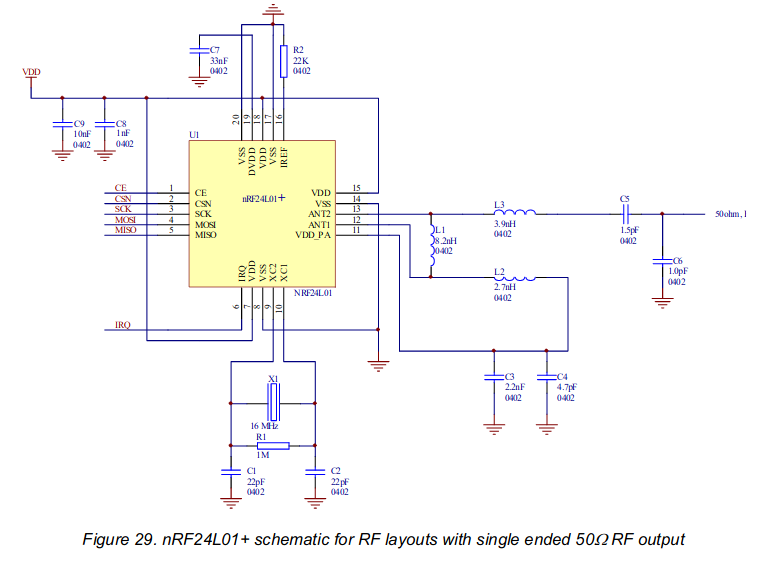 C7
33nF
0402
R2
22K
0402
VDD
C9
10nF
0402
C8
1nF
0402
20
19
18
17
16
U1
VSS
DVDD
VDD
VSS
IREF
nRF24L01+
CE
CSN
SCK
MOSI
MISO
1
2
3
4
5
CE
CSN
SCK
MOSI
MISO
VDD
VSS
ANT2
ANT1
VDD_PA
15
14
13
12
11
IRQ
VDD
VSS
XC2
XC1
NRF24L01
6
7
8
9
10
IRQ
L3
3.9nH
0402
L1
8.2nH
0402
L2
2.7nH
0402
C5
1.5pF
0402
50ohm, I
C6
1.0pF
0402
C3
2.2nF
0402
C4
4.7pF
0402
X1
16 MHz
R1
1M
C1
22pF
0402
C2
22pF
0402
Figure 29. nRF24L01+ schematic for RF layouts with single ended 50Ω RF output